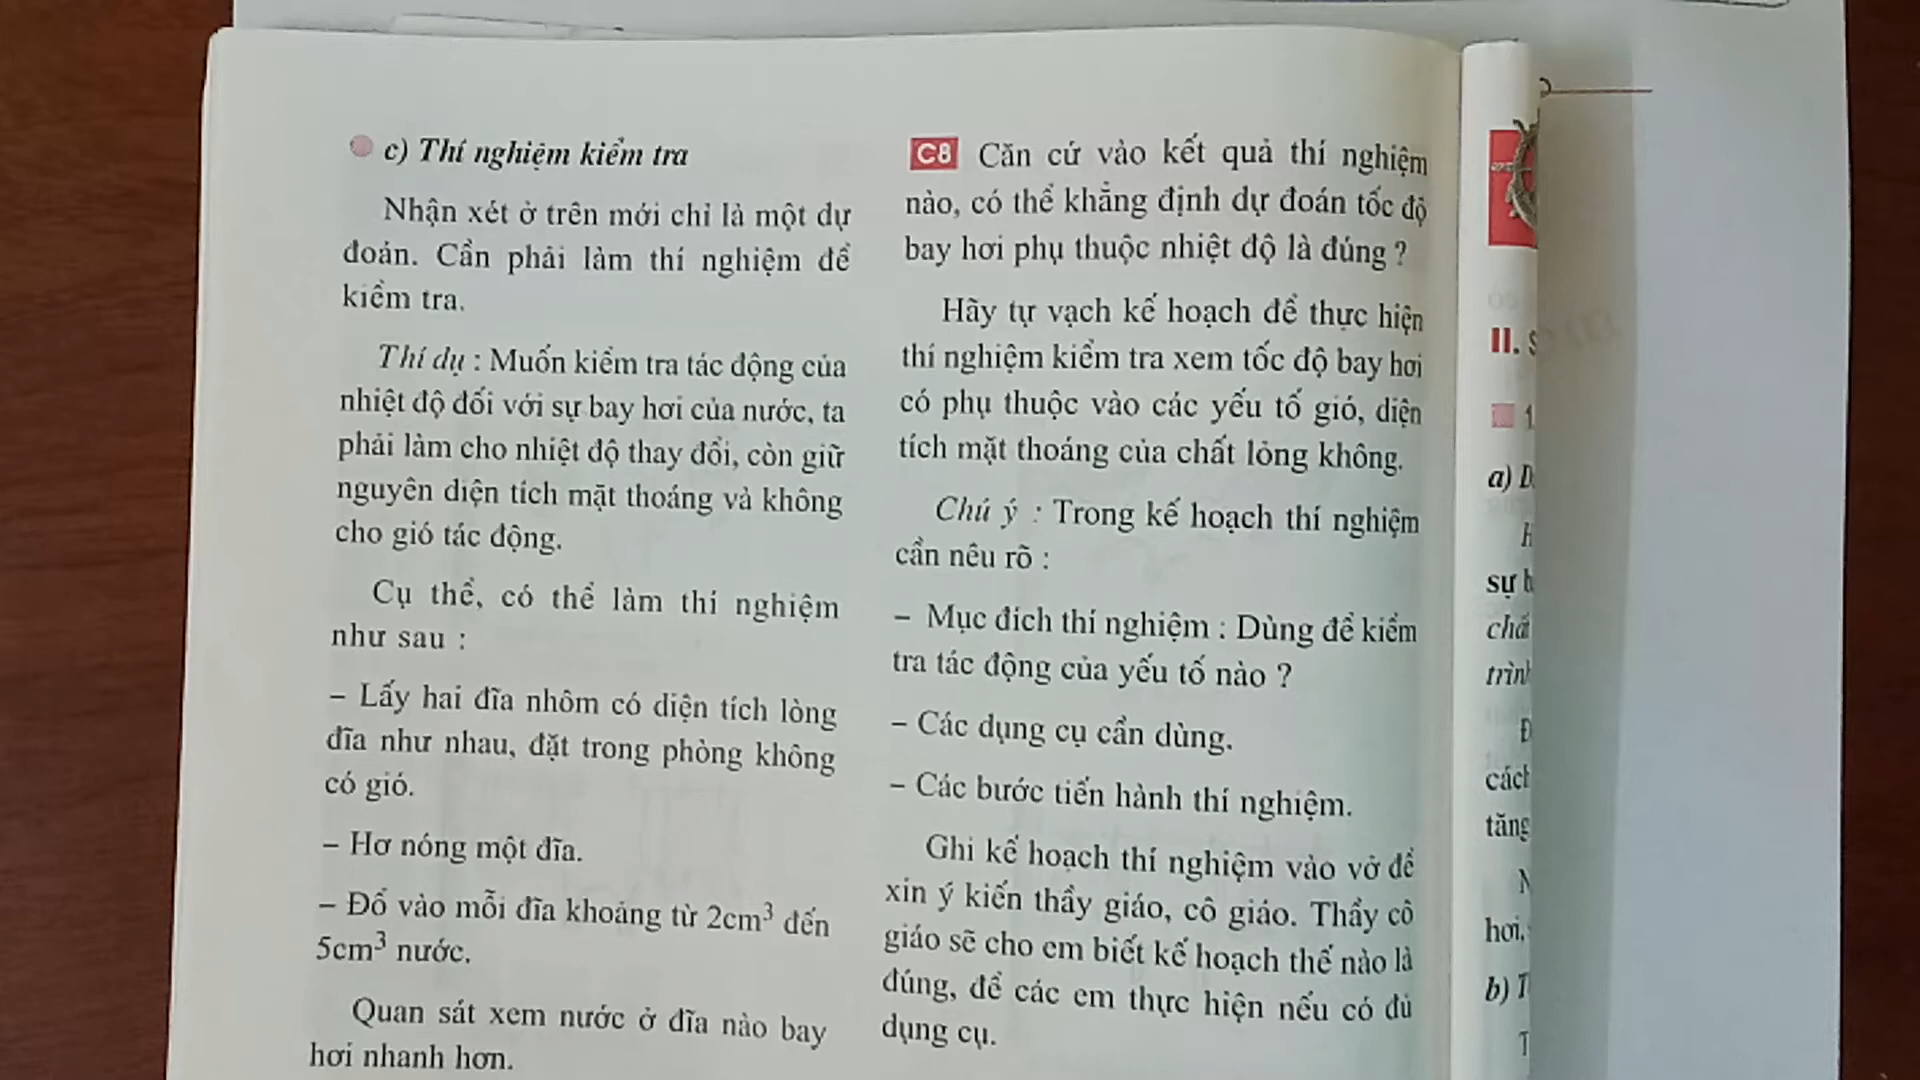 c) Thí nghiệm kiểm tra
Nhận xét ở trên mới chỉ là một dự
đoán. Cần phải làm thí nghiệm để
kiểm tra.
Thí dụ : Muốn kiểm tra tác động của
nhiệt độ đối với sự bay hơi của nước, ta
phải làm cho nhiệt độ thay đổi, còn giữ
nguyên diện tích mặt thoáng và không
cho gió tác động.
Cụ thể, có thể làm thí nghiệm
như sau :
– Lấy hai đĩa nhôm có diện tích lòng
đĩa như nhau, đặt trong phòng không
có gió.
– Hơ nóng một đĩa.
– Đổ vào mỗi đĩa khoảng từ 2cm³ đến
5cm³ nước.
Quan sát xem nước ở đĩa nào bay
hơi nhanh hơn.
C8 Căn cứ vào kết quả thí nghiệm
nào, có thể khẳng định dự đoán tốc độ
bay hơi phụ thuộc nhiệt độ là đúng ?
Hãy tự vạch kế hoạch để thực hiện
thí nghiệm kiểm tra xem tốc độ bay hơi
có phụ thuộc vào các yếu tố gió, diện
tích mặt thoáng của chất lỏng không.
Chú ý : Trong kế hoạch thí nghiệm
cần nêu rõ :
– Mục đích thí nghiệm : Dùng để kiểm
tra tác động của yếu tố nào ?
– Các dụng cụ cần dùng.
– Các bước tiến hành thí nghiệm.
Ghi kế hoạch thí nghiệm vào vở để
xin ý kiến thầy giáo, cô giáo. Thầy cô
giáo sẽ cho em biết kế hoạch thế nào là
đúng, để các em thực hiện nếu có đủ
dụng cụ.
II.
1
a)
sự
chất
trình
cách
tăng
hơi,
b)